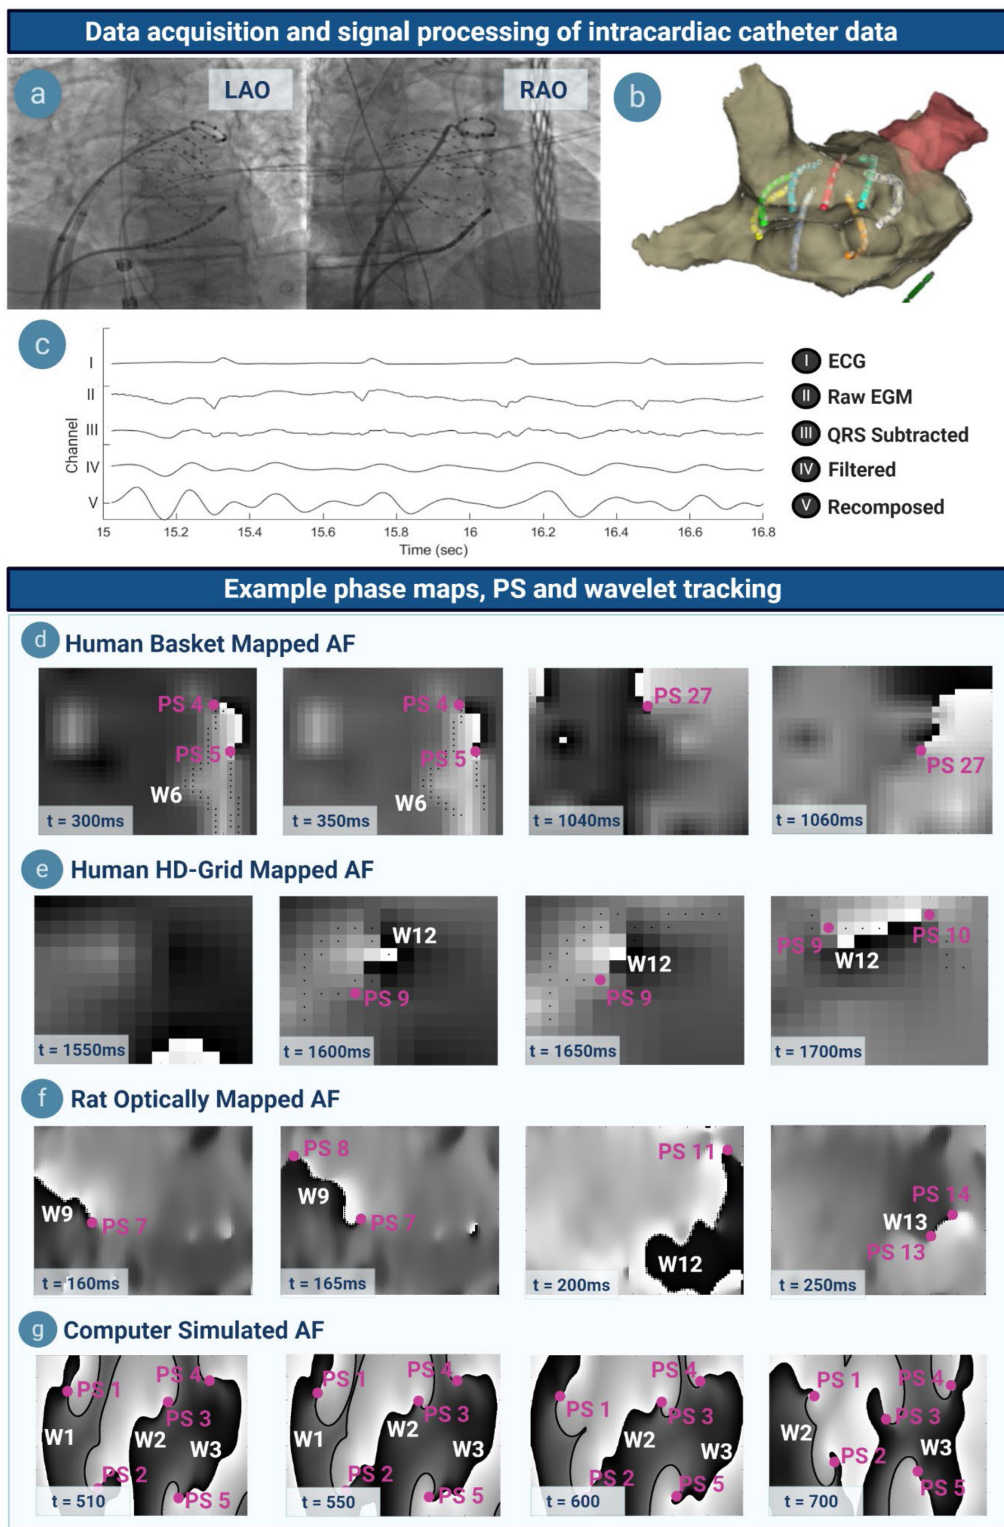 Data acquisition and signal processing of intracardiac catheter data
a
LAO
RAO
b
c
Channel
I
II
III
IV
V
15
15.2
15.4
15.6
15.8
16
16.2
16.4
16.6
16.8
Time (sec)
I ECG
II Raw EGM
III QRS Subtracted
IV Filtered
V Recomposed
Example phase maps, PS and wavelet tracking
d Human Basket Mapped AF
PS 4
PS 5
W6
t = 300ms
PS 4
PS 5
W6
t = 350ms
PS 27
t = 1040ms
PS 27
t = 1060ms
e Human HD-Grid Mapped AF
t = 1550ms
W12
PS 9
t = 1600ms
W12
PS 9
t = 1650ms
PS 9
PS 10
W12
t = 1700ms
f Rat Optically Mapped AF
W9
PS 7
t = 160ms
PS 8
W9
PS 7
t = 165ms
PS 11
W12
t = 200ms
PS 14
W13
PS 13
t = 250ms
g Computer Simulated AF
PS 4
PS 1
PS 3
W1
W2
W3
PS 2
PS 5
t = 510
PS 4
PS 1
PS 3
W1
W2
W3
PS 2
PS 5
t = 550
PS 4
PS 1
PS 3
W2
W3
PS 2
PS 5
t = 600
PS 4
PS 1
PS 3
W2
W3
PS 2
PS 5
t = 700